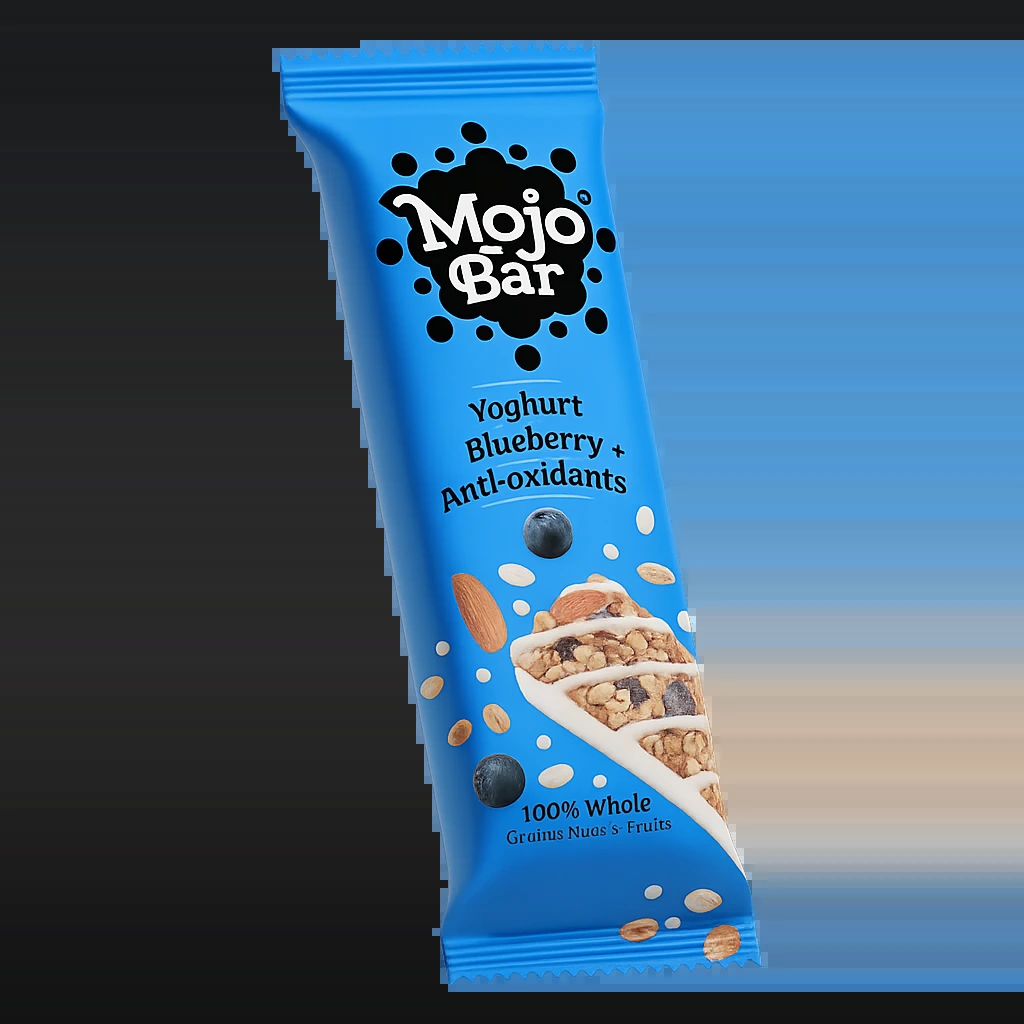 Mojo
Bar
Yoghurt
Blueberry +
Antl-oxidants
100% Whole
Grainus Nuas's- Fruits